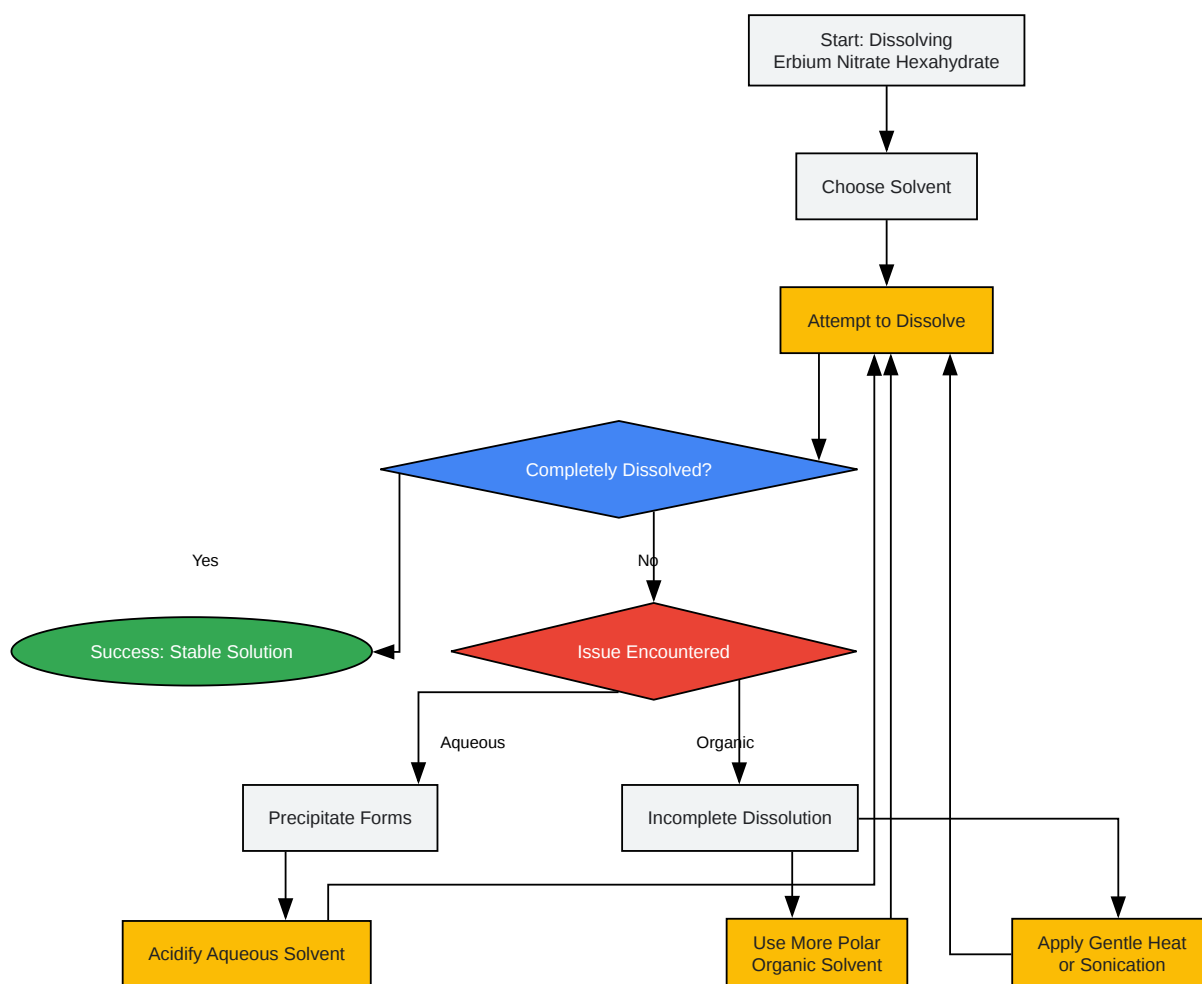 Start: Dissolving
Erbium Nitrate Hexahydrate
Choose Solvent
Attempt to Dissolve
Completely Dissolved?
Yes
No
Success: Stable Solution
Issue Encountered
Aqueous
Organic
Precipitate Forms
Incomplete Dissolution
Acidify Aqueous Solvent
Use More Polar
Organic Solvent
Apply Gentle Heat
or Sonication